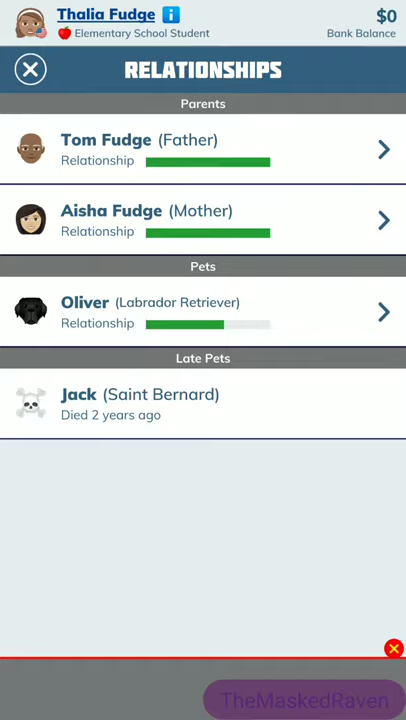 Thalia Fudge
$0
Elementary School Student
Bank Balance
RELATIONSHIPS
Parents
Tom Fudge (Father)
Relationship
Aisha Fudge (Mother)
Relationship
Pets
Oliver (Labrador Retriever)
Relationship
Late Pets
Jack (Saint Bernard)
Died 2 years ago
TheMaskedRaven